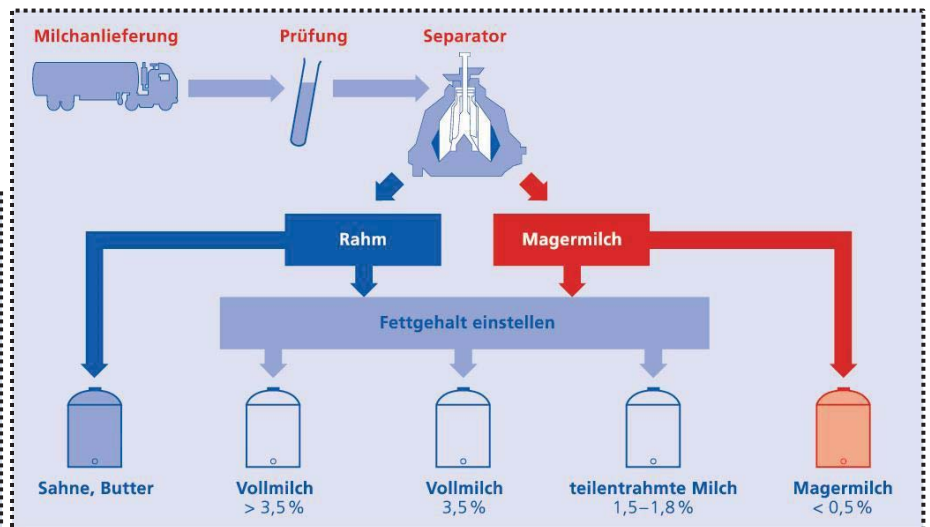 Milchanlieferung
Prüfung
Separator
Rahm
Magermilch
Fettgehalt einstellen
Sahne, Butter
Vollmilch
> 3,5 %
Vollmilch
3,5 %
teilentrahmte Milch
1,5–1,8 %
Magermilch
< 0,5 %